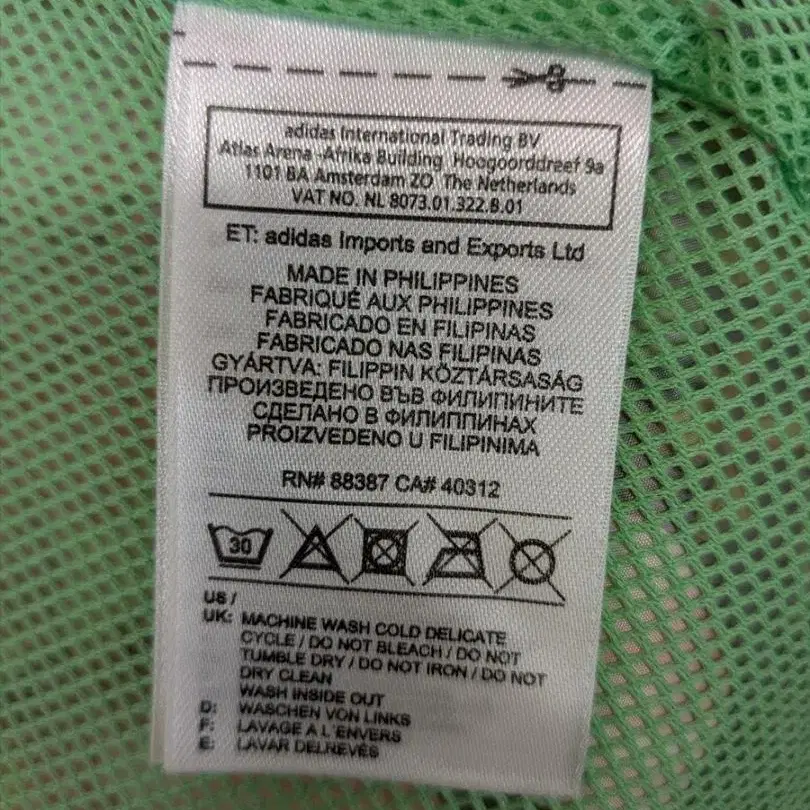 adidas International Trading BV
Atlas Arena -Afrika Building Hoogoorddreef 9a
1101 BA Amsterdam ZO The Netherlands
VAT NO. NL 8073.01.322.B.01
ET: adidas Imports and Exports Ltd
MADE IN PHILIPPINES
FABRIQUÉ AUX PHILIPPINES
FABRICADO EN FILIPINAS
FABRICADO NAS FILIPINAS
GYÁRTVA: FILIPPIN KÖZTÁRSASÁG
ПРОИЗВЕДЕНО ВЪВ ФИЛИПИНИТЕ
СДЕЛАНО В ФИЛИППИНАХ
PROIZVEDENO U FILIPINIMA
RN# 88387 CA# 40312
30
US /
UK: MACHINE WASH COLD DELICATE
CYCLE / DO NOT BLEACH / DO NOT
TUMBLE DRY / DO NOT IRON / DO NOT
DRY CLEAN
WASH INSIDE OUT
D: WASCHEN VON LINKS
F: LAVAGE A L'ENVERS
E: LAVAR DELREVÉS